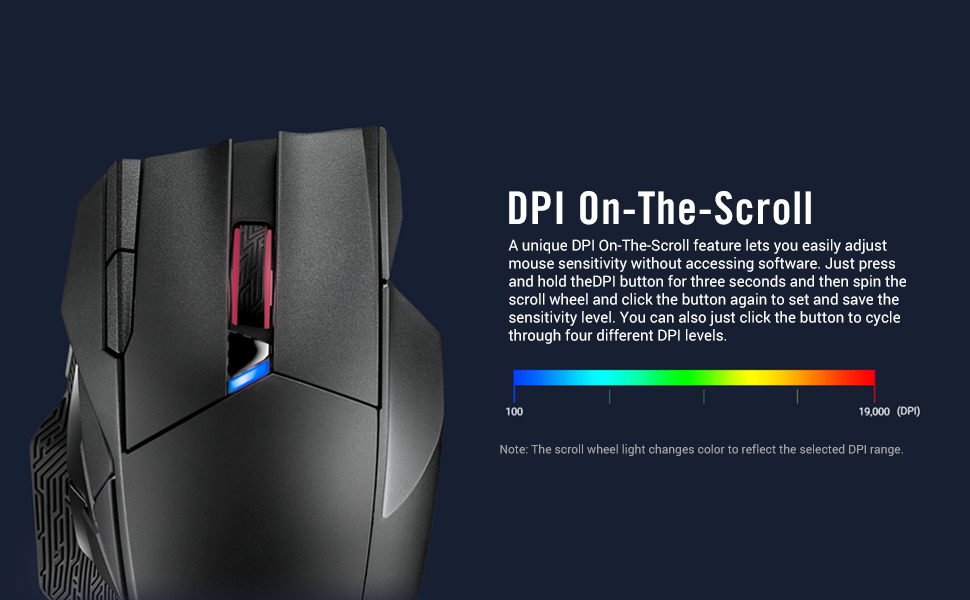 DPI On-The-Scroll
A unique DPI On-The-Scroll feature lets you easily adjust
mouse sensitivity without accessing software. Just press
and hold theDPI button for three seconds and then spin the
scroll wheel and click the button again to set and save the
sensitivity level. You can also just click the button to cycle
through four different DPI levels.
100 19,000 (DPI)
Note: The scroll wheel light changes color to reflect the selected DPI range.